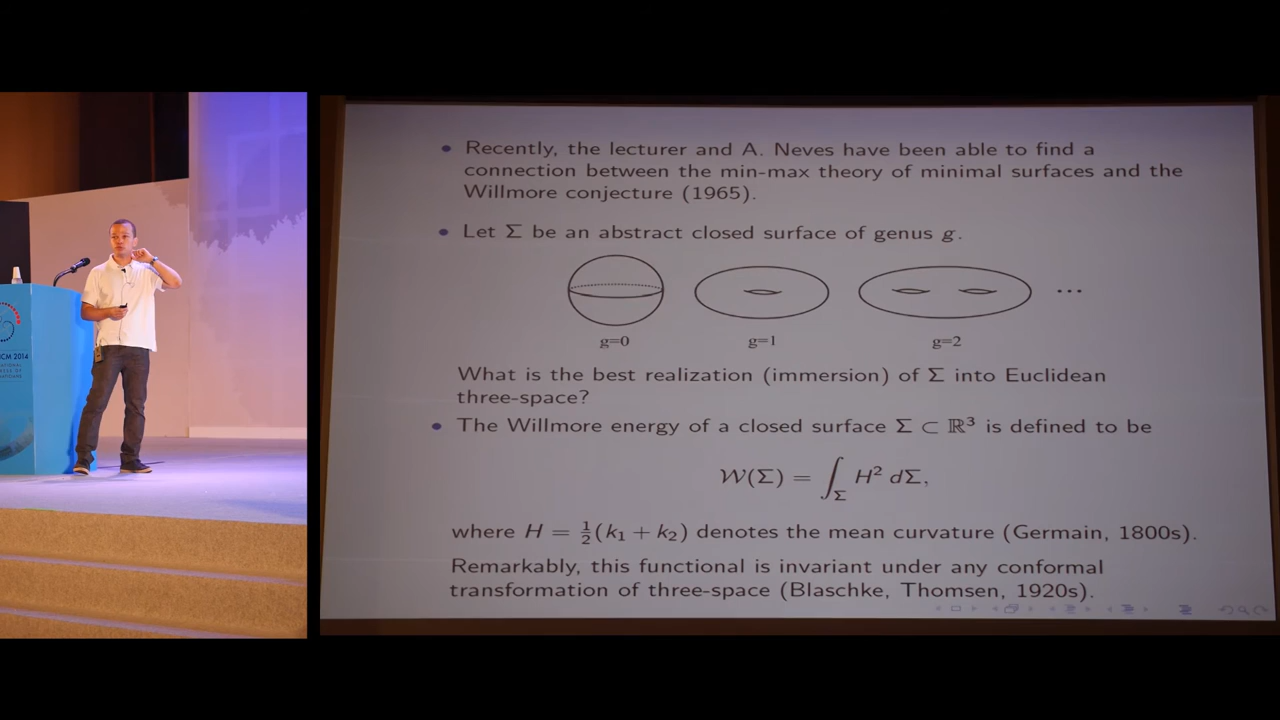 • Recently, the lecturer and A. Neves have been able to find a
connection between the min-max theory of minimal surfaces and the
Willmore conjecture (1965).
• Let Σ be an abstract closed surface of genus g.
...
g=0 g=1 g=2
What is the best realization (immersion) of Σ into Euclidean
three-space?
• The Willmore energy of a closed surface Σ ⊂ ℝ³ is defined to be
𝒲(Σ) = ∫_Σ H² dΣ,
where H = ½(k₁ + k₂) denotes the mean curvature (Germain, 1800s).
Remarkably, this functional is invariant under any conformal
transformation of three-space (Blaschke, Thomsen, 1920s).
2014